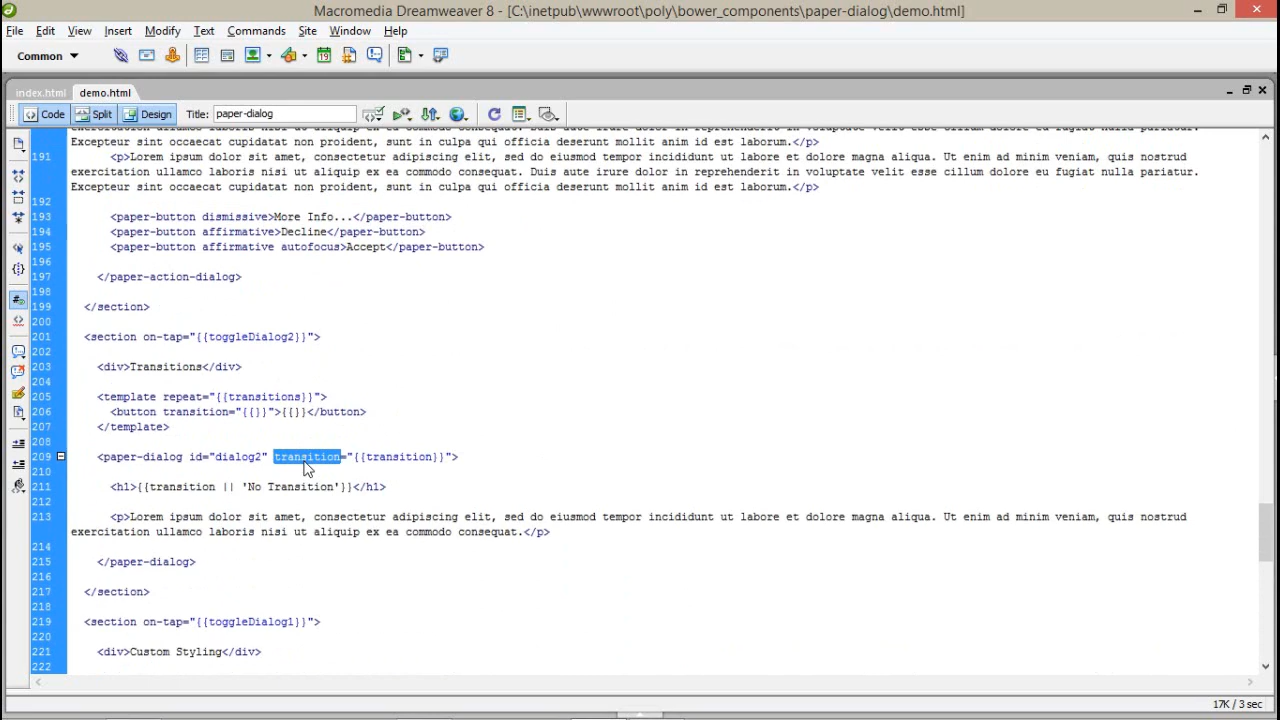 Macromedia Dreamweaver 8 - [C:\inetpub\wwwroot\poly\bower_components\paper-dialog\demo.html]
File Edit View Insert Modify Text Commands Site Window Help
Common
index.html demo.html
Code Split Design Title: paper-dialog
Excepteur sint occaecat cupidatat non proident, sunt in culpa qui officia deserunt mollit anim id est laborum.</p>
191 <p>Lorem ipsum dolor sit amet, consectetur adipiscing elit, sed do eiusmod tempor incididunt ut labore et dolore magna aliqua. Ut enim ad minim veniam, quis nostrud
exercitation ullamco laboris nisi ut aliquip ex ea commodo consequat. Duis aute irure dolor in reprehenderit in voluptate velit esse cillum dolore eu fugiat nulla pariatur.
Excepteur sint occaecat cupidatat non proident, sunt in culpa qui officia deserunt mollit anim id est laborum.</p>
192
193 <paper-button dismissive>More Info...</paper-button>
194 <paper-button affirmative>Decline</paper-button>
195 <paper-button affirmative autofocus>Accept</paper-button>
196
197 </paper-action-dialog>
198
199 </section>
200
201 <section on-tap="{{toggleDialog2}}">
202
203 <div>Transitions</div>
204
205 <template repeat="{{transitions}}">
206 <button transition="{{}}">{{}}</button>
207 </template>
208
209 <paper-dialog id="dialog2" transition="{{transition}}">
210
211 <h1>{{transition || 'No Transition'}}</h1>
212
213 <p>Lorem ipsum dolor sit amet, consectetur adipiscing elit, sed do eiusmod tempor incididunt ut labore et dolore magna aliqua. Ut enim ad minim veniam, quis nostrud
exercitation ullamco laboris nisi ut aliquip ex ea commodo consequat.</p>
214
215 </paper-dialog>
216
217 </section>
218
219 <section on-tap="{{toggleDialog1}}">
220
221 <div>Custom Styling</div>
222
17K / 3 sec